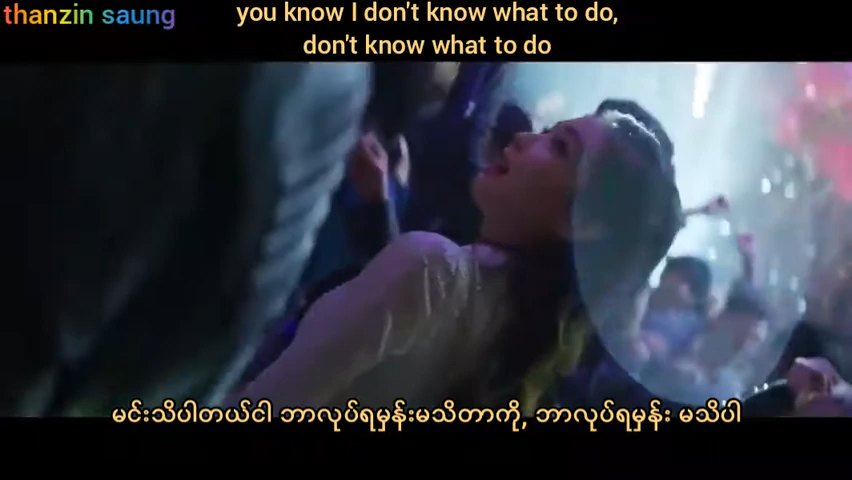 thanzin saung
you know I don't know what to do,
don't know what to do
မင်းသိပါတယ်ငါ ဘာလုပ်ရမှန်းမသိတာကို, ဘာလုပ်ရမှန်း မသိပါ